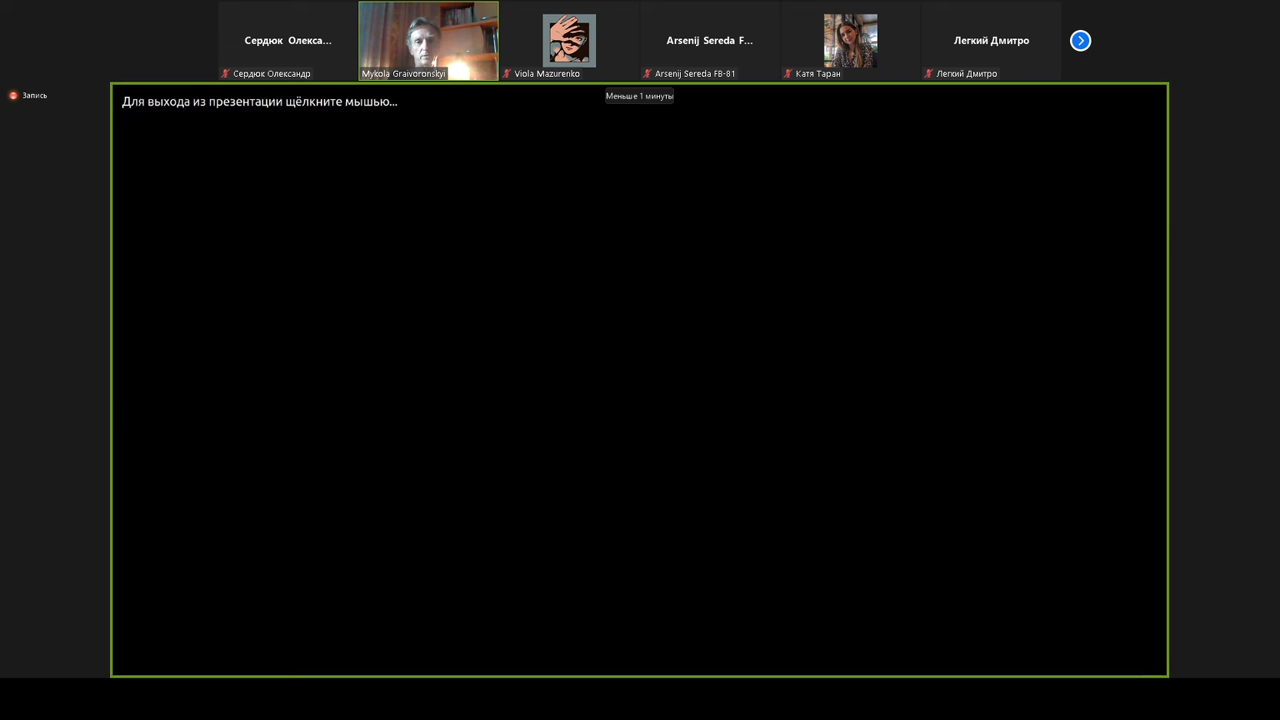 Сердюк Олекса...
Arsenij Sereda F...
Легкий Дмитро
Сердюк Олександр
Mykola Graivoronskyi
Viola Mazurenko
Arsenij Sereda FB-81
Катя Таран
Легкий Дмитро
Запись
Меньше 1 минуты
Для выхода из презентации щёлкните мышью...